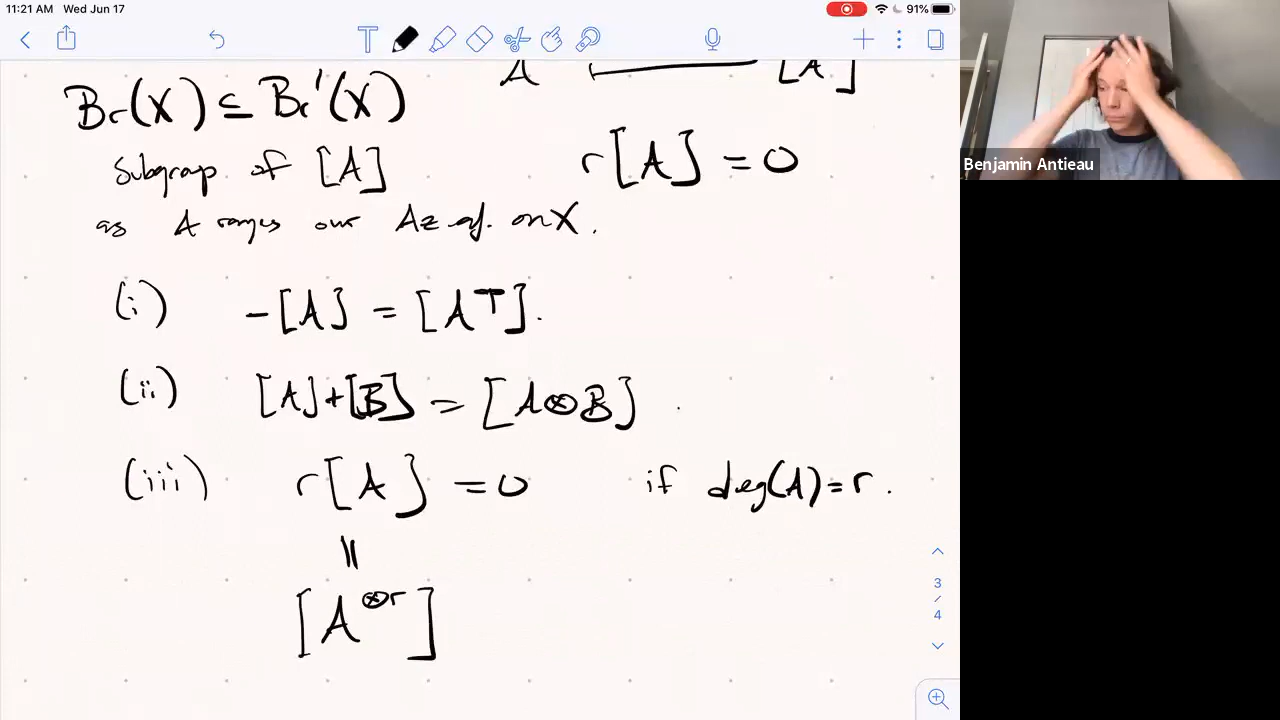 11:21 AM Wed Jun 17
91%
A ⟼ [A]
Br(X) ⊆ Br'(X)
Subgroup of [A]
r[A] = 0
as A ranges over Az alg. on X.
Benjamin Antieau
(i) -[A] = [A^T].
(ii) [A]+[B] = [A⊗B]
(iii) r[A] = 0 if deg(A)=r.
=
[A^⊗r]
3
/
4